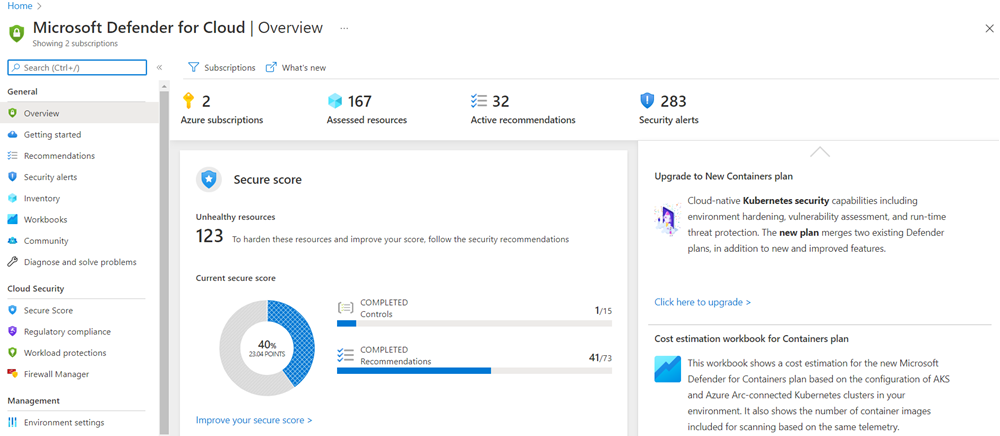 Home >
Microsoft Defender for Cloud | Overview ...
Showing 2 subscriptions
Search (Ctrl+/)
«
General
Overview
Getting started
Recommendations
Security alerts
Inventory
Workbooks
Community
Diagnose and solve problems
Cloud Security
Secure Score
Regulatory compliance
Workload protections
Firewall Manager
Management
Environment settings
Subscriptions
What's new
2
Azure subscriptions
167
Assessed resources
32
Active recommendations
283
Security alerts
Secure score
Unhealthy resources
123 To harden these resources and improve your score, follow the security recommendations
Current secure score
40%
23.04 POINTS
COMPLETED
Controls
1/15
COMPLETED
Recommendations
41/73
Improve your secure score >
Upgrade to New Containers plan
Cloud-native Kubernetes security capabilities including
environment hardening, vulnerability assessment, and run-time
threat protection. The new plan merges two existing Defender
plans, in addition to new and improved features.
Click here to upgrade >
Cost estimation workbook for Containers plan
This workbook shows a cost estimation for the new Microsoft
Defender for Containers plan based on the configuration of AKS
and Azure Arc-connected Kubernetes clusters in your
environment. It also shows the number of container images
included for scanning based on the same telemetry.